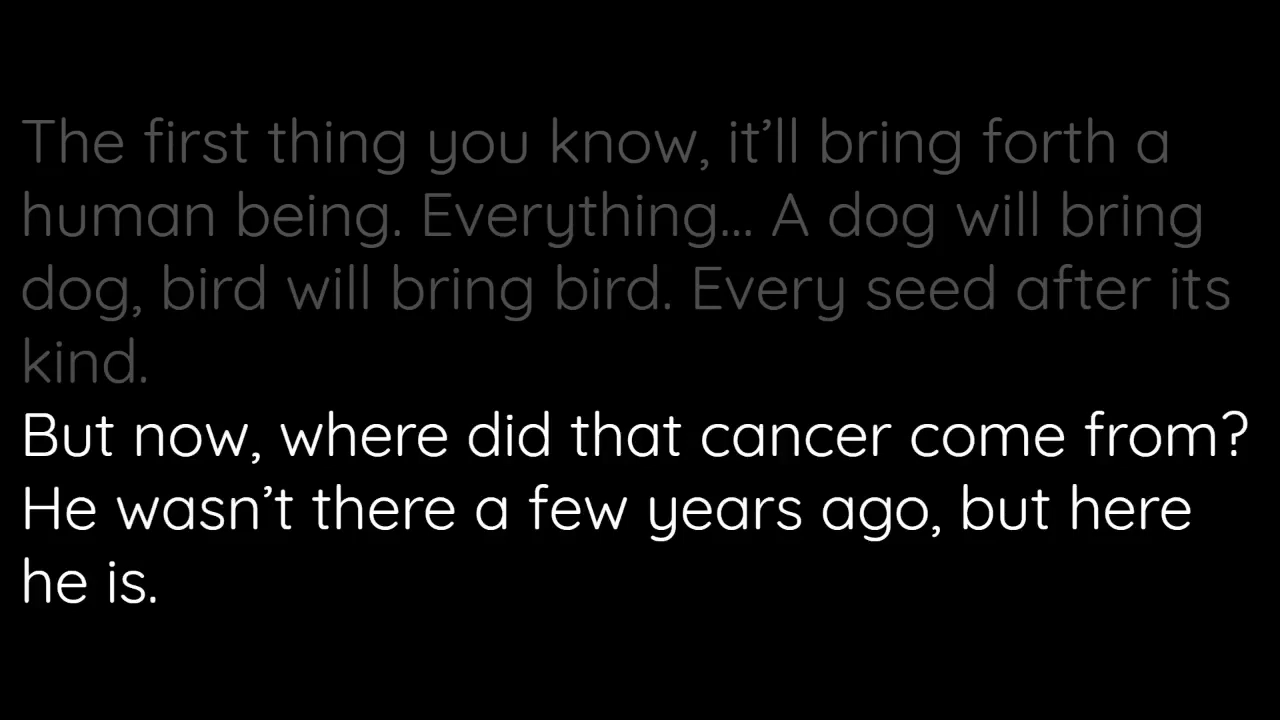 The first thing you know, it’ll bring forth a
human being. Everything... A dog will bring
dog, bird will bring bird. Every seed after its
kind.
But now, where did that cancer come from?
He wasn’t there a few years ago, but here
he is.